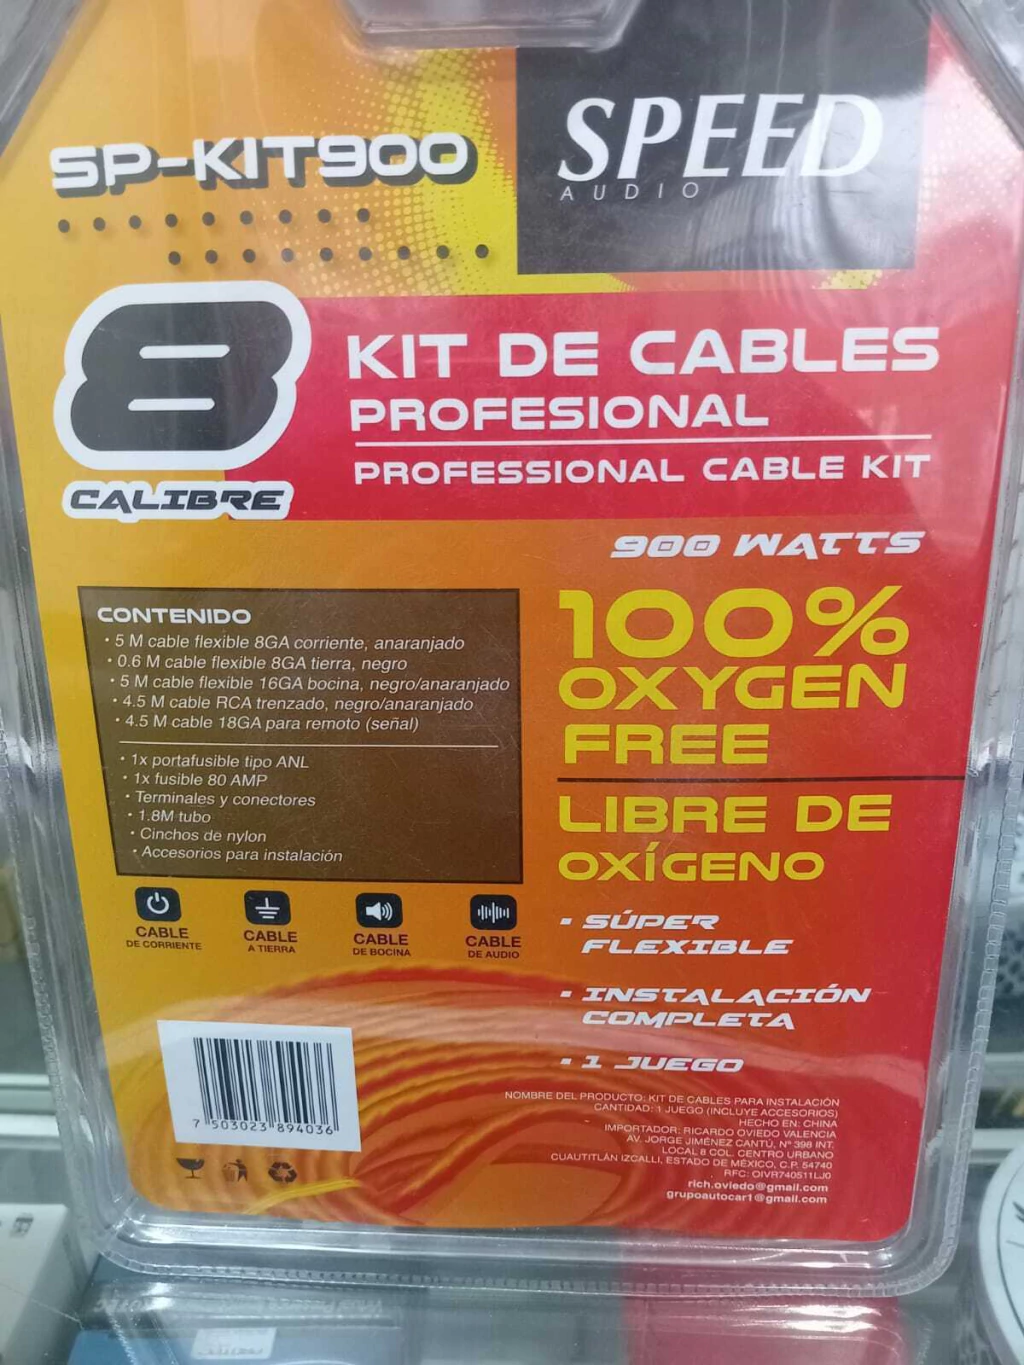 SP-KIT900
SPEED
AUDIO
8
CALIBRE
KIT DE CABLES
PROFESIONAL
PROFESSIONAL CABLE KIT
900 WATTS
CONTENIDO
• 5 M cable flexible 8GA corriente, anaranjado
• 0.6 M cable flexible 8GA tierra, negro
• 5 M cable flexible 16GA bocina, negro/anaranjado
• 4.5 M cable RCA trenzado, negro/anaranjado
• 4.5 M cable 18GA para remoto (señal)
• 1x portafusible tipo ANL
• 1x fusible 80 AMP
• Terminales y conectores
• 1.8M tubo
• Cinchos de nylon
• Accesorios para instalación
CABLE
DE CORRIENTE
CABLE
A TIERRA
CABLE
DE BOCINA
CABLE
DE AUDIO
100%
OXYGEN
FREE
LIBRE DE
OXÍGENO
• SÚPER
FLEXIBLE
• INSTALACIÓN
COMPLETA
• 1 JUEGO
7 503023 894036
NOMBRE DEL PRODUCTO: KIT DE CABLES PARA INSTALACIÓN
CANTIDAD: 1 JUEGO (INCLUYE ACCESORIOS)
HECHO EN: CHINA
IMPORTADOR: RICARDO OVIEDO VALENCIA
AV. JORGE JIMÉNEZ CANTÚ, N° 398 INT.
LOCAL 8 COL. CENTRO URBANO
CUAUTITLÁN IZCALLI, ESTADO DE MÉXICO, C.P. 54740
RFC: OIVR740511LJ0
rich.oviedo@gmail.com
grupoautocar1@gmail.com